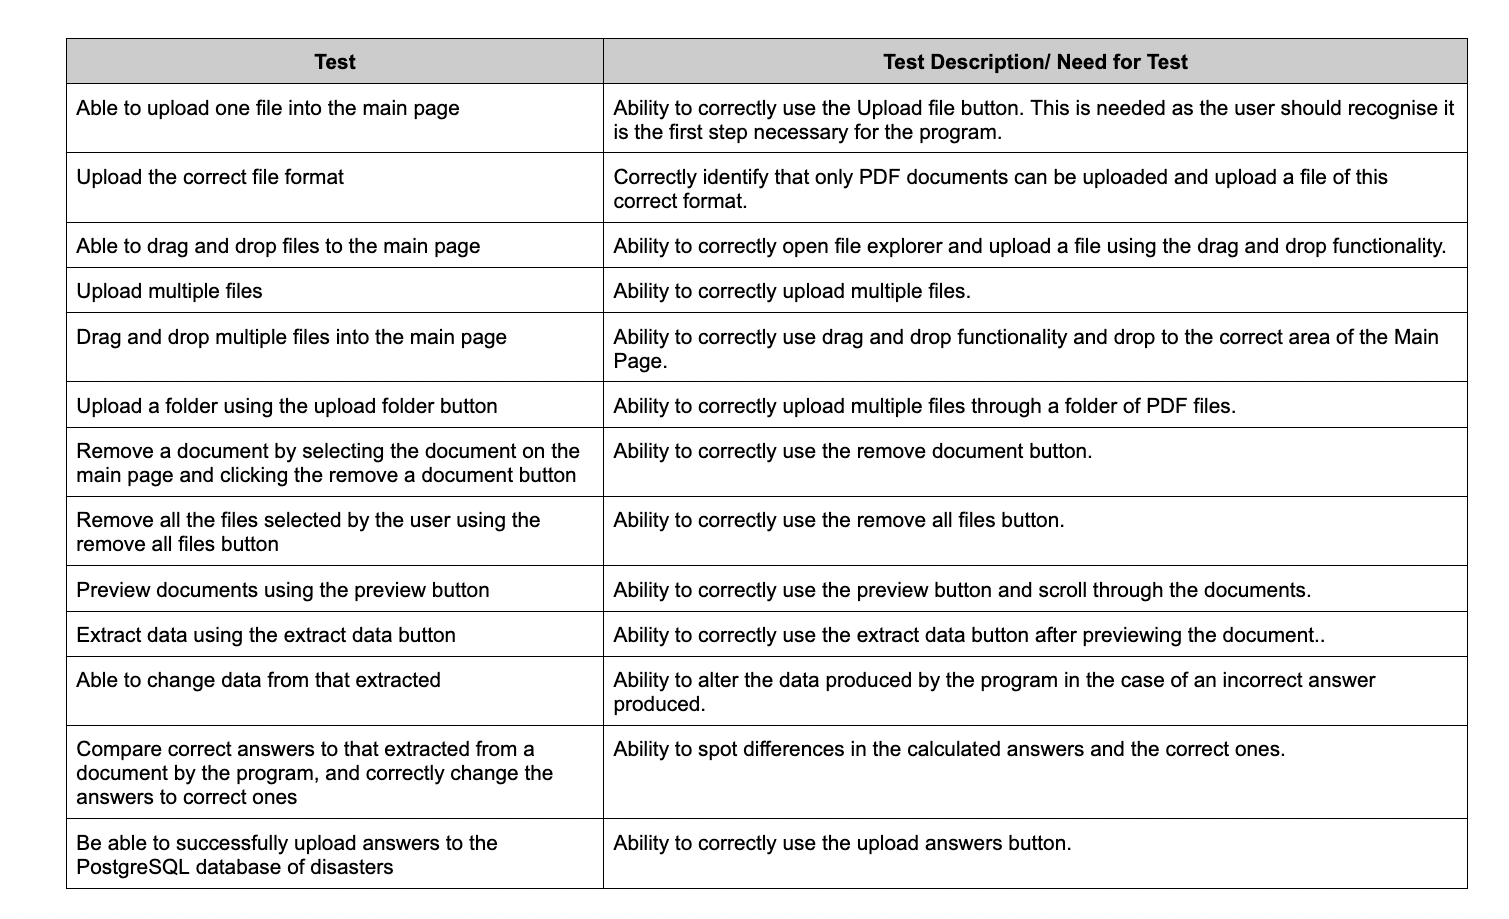 Test
Test Description/ Need for Test
Able to upload one file into the main page
Ability to correctly use the Upload file button. This is needed as the user should recognise it
is the first step necessary for the program.
Upload the correct file format
Correctly identify that only PDF documents can be uploaded and upload a file of this
correct format.
Able to drag and drop files to the main page
Ability to correctly open file explorer and upload a file using the drag and drop functionality.
Upload multiple files
Ability to correctly upload multiple files.
Drag and drop multiple files into the main page
Ability to correctly use drag and drop functionality and drop to the correct area of the Main
Page.
Upload a folder using the upload folder button
Ability to correctly upload multiple files through a folder of PDF files.
Remove a document by selecting the document on the
main page and clicking the remove a document button
Ability to correctly use the remove document button.
Remove all the files selected by the user using the
remove all files button
Ability to correctly use the remove all files button.
Preview documents using the preview button
Ability to correctly use the preview button and scroll through the documents.
Extract data using the extract data button
Ability to correctly use the extract data button after previewing the document..
Able to change data from that extracted
Ability to alter the data produced by the program in the case of an incorrect answer
produced.
Compare correct answers to that extracted from a
document by the program, and correctly change the
answers to correct ones
Ability to spot differences in the calculated answers and the correct ones.
Be able to successfully upload answers to the
PostgreSQL database of disasters
Ability to correctly use the upload answers button.